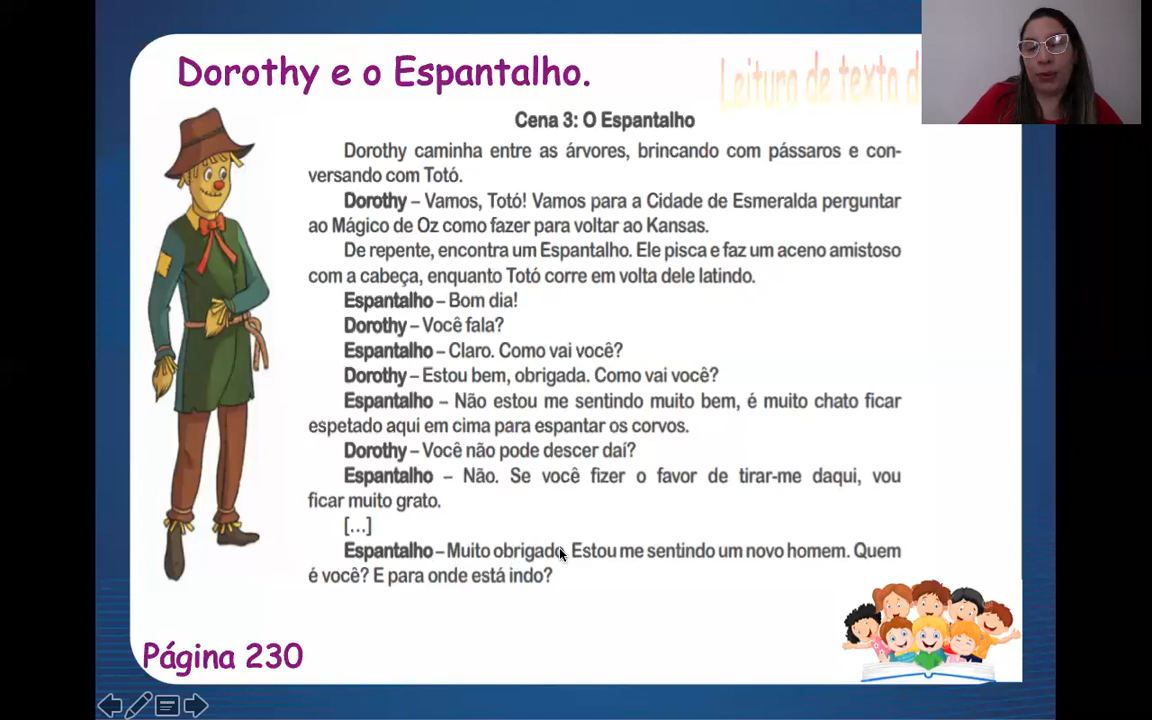 Dorothy e o Espantalho.
Leitura de texto d
Cena 3: O Espantalho
Dorothy caminha entre as árvores, brincando com pássaros e con-
versando com Totó.
Dorothy – Vamos, Totó! Vamos para a Cidade de Esmeralda perguntar
ao Mágico de Oz como fazer para voltar ao Kansas.
De repente, encontra um Espantalho. Ele pisca e faz um aceno amistoso
com a cabeça, enquanto Totó corre em volta dele latindo.
Espantalho – Bom dia!
Dorothy – Você fala?
Espantalho – Claro. Como vai você?
Dorothy – Estou bem, obrigada. Como vai você?
Espantalho – Não estou me sentindo muito bem, é muito chato ficar
espetado aqui em cima para espantar os corvos.
Dorothy – Você não pode descer daí?
Espantalho – Não. Se você fizer o favor de tirar-me daqui, vou
ficar muito grato.
[...]
Espantalho – Muito obrigado. Estou me sentindo um novo homem. Quem
é você? E para onde está indo?
Página 230